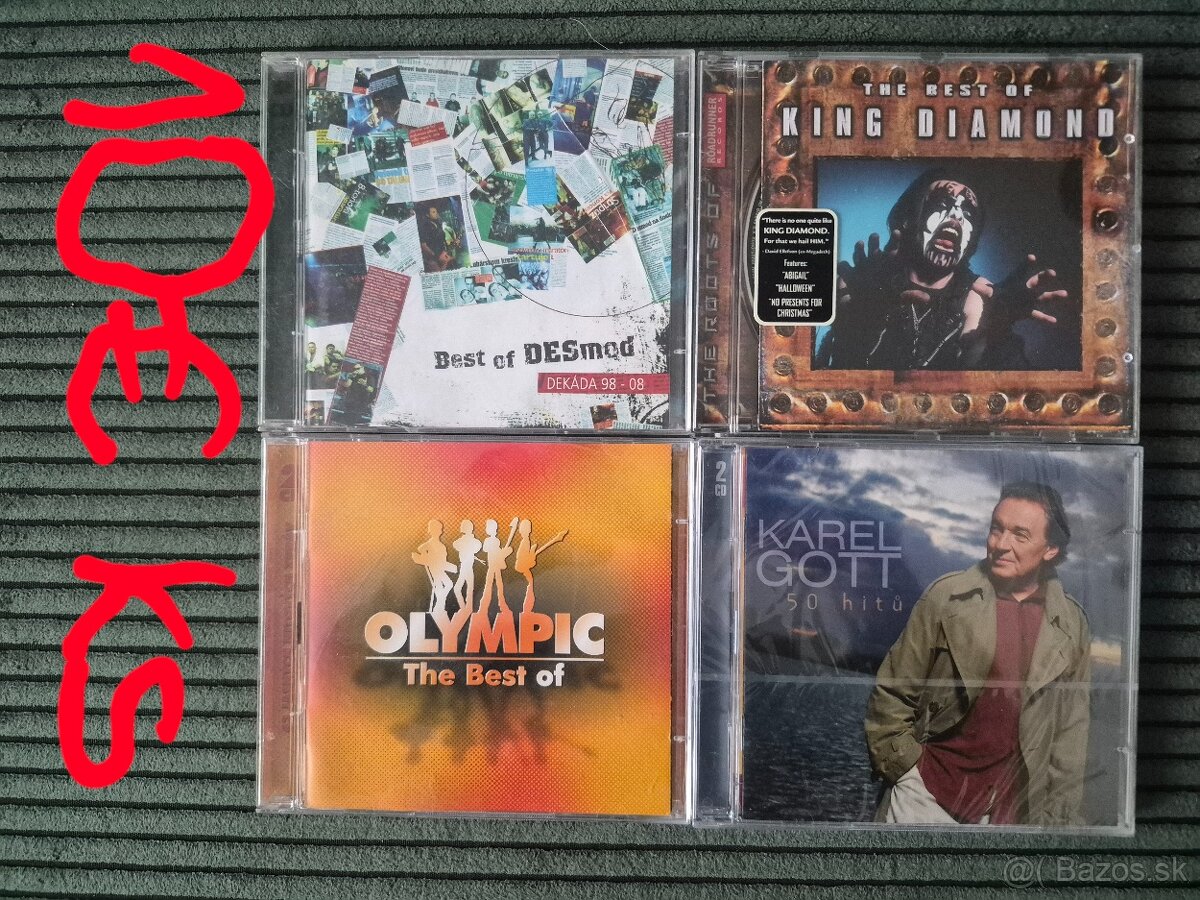 10€ KS
Best of DESmod
DEKÁDA 98 - 08
ROADRUNNER
RECORDS
THE ROOTS OF
THE BEST OF
KING DIAMOND
"There is no one quite like
KING DIAMOND.
For that we hail HIM."
- David Ellefson (ex-Megadeth)
Features:
"ABIGAIL"
"HALLOWEEN"
"NO PRESENTS FOR
CHRISTMAS"
OLYMPIC
The Best of
2
CD
KAREL
GOTT
50 hitů
@( Bazos.sk